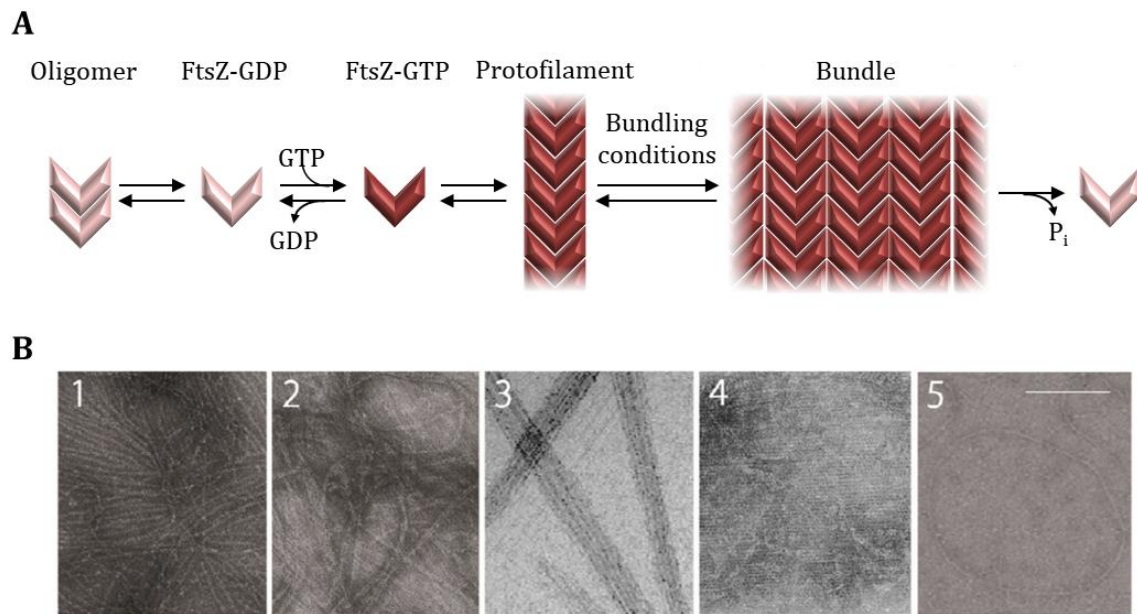 A
Oligomer FtsZ-GDP FtsZ-GTP Protofilament Bundle
Bundling
conditions
GTP
GDP
Pi
B
1 2 3 4 5